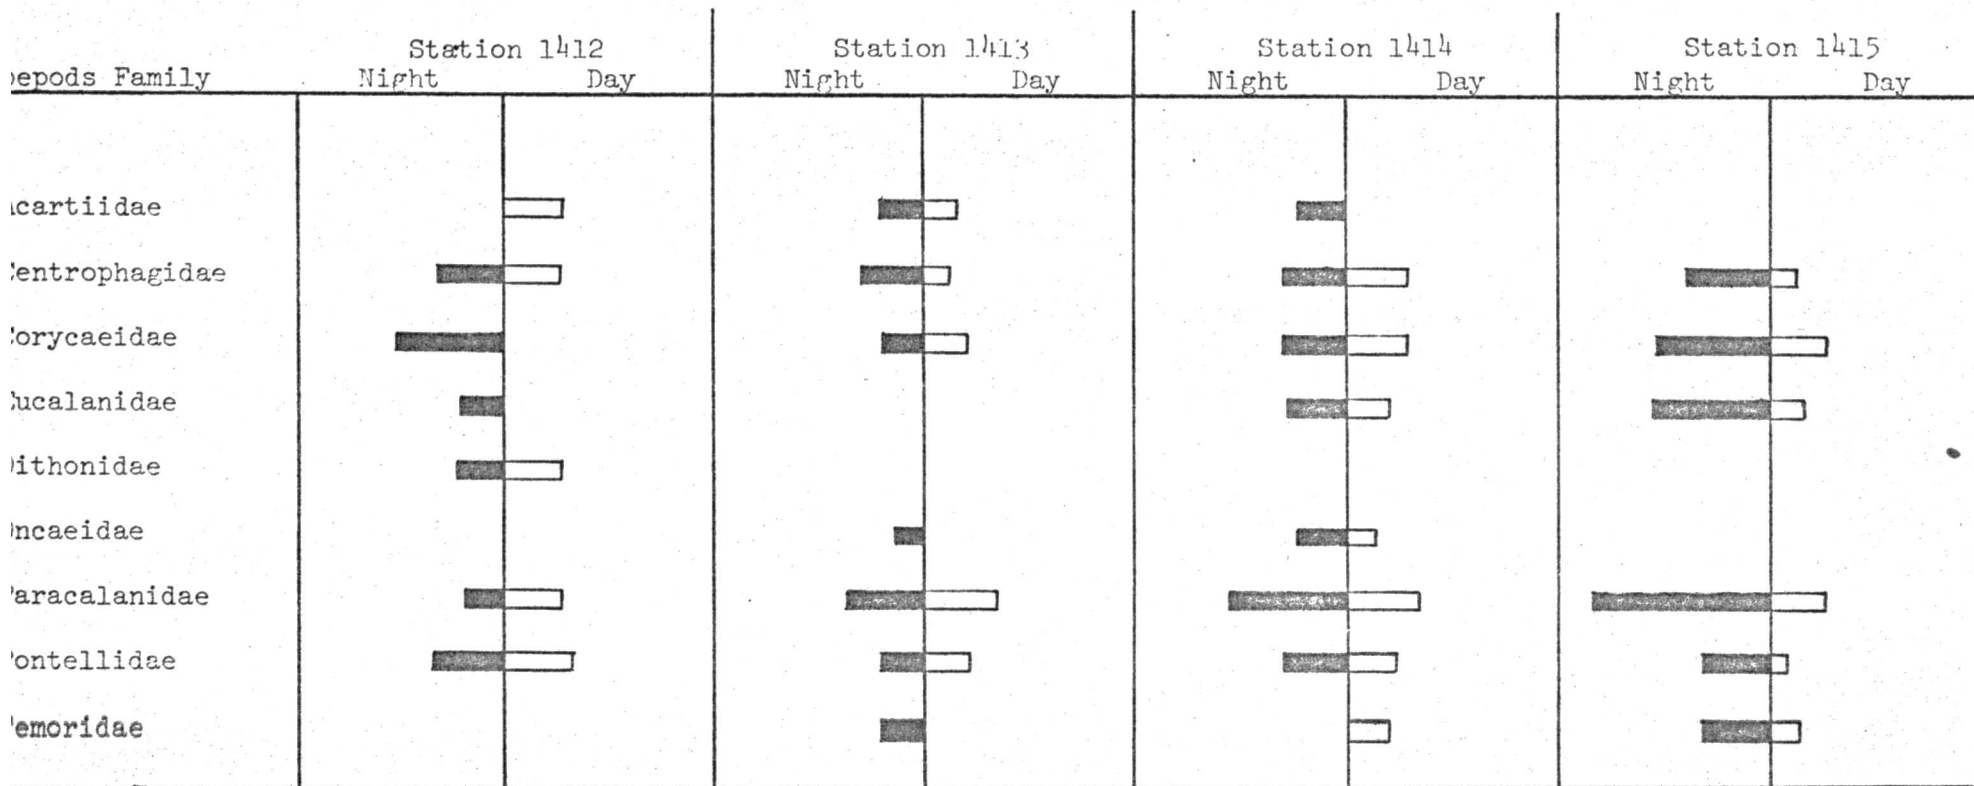 Station 1412 Station 1413 Station 1414 Station 1415
epods Family Night Day Night Day Night Day Night Day
cartiidae
entrophagidae
orycaeidae
ucalanidae
ithonidae
ncaeidae
aracalanidae
ontellidae
emoridae